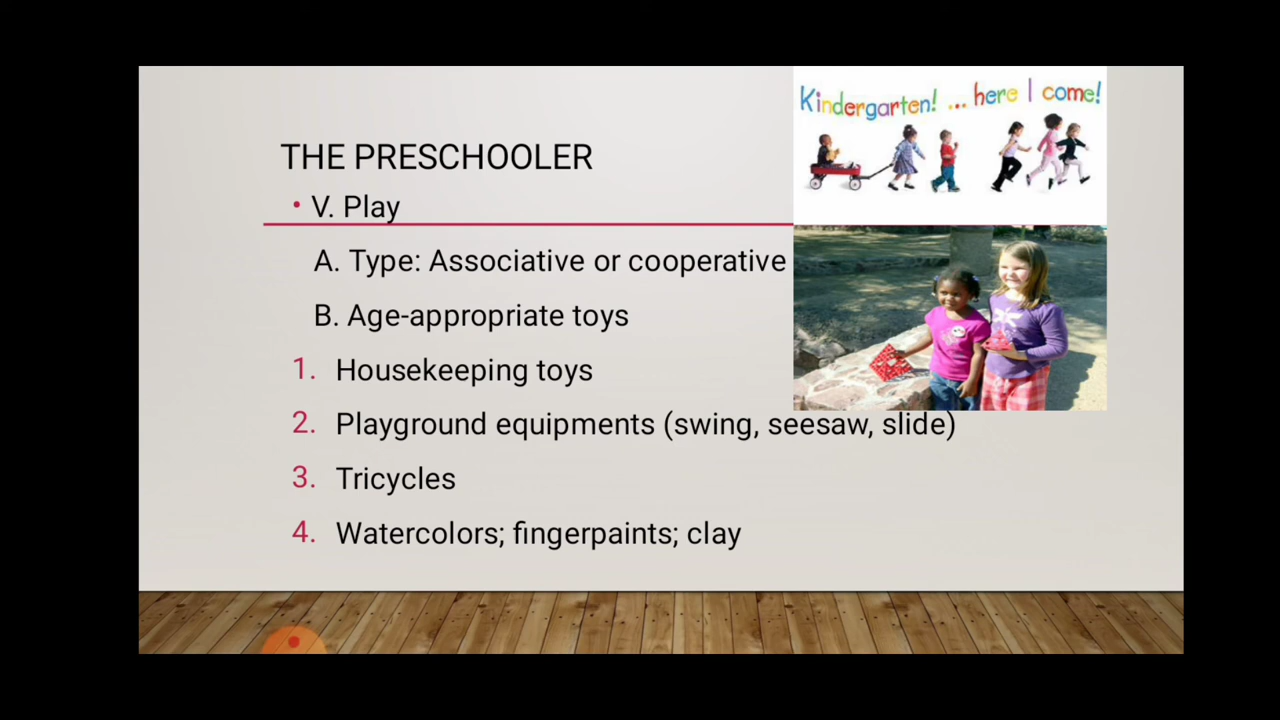 Kindergarten! ... here I come!
THE PRESCHOOLER
• V. Play
A. Type: Associative or cooperative
B. Age-appropriate toys
1. Housekeeping toys
2. Playground equipments (swing, seesaw, slide)
3. Tricycles
4. Watercolors; fingerpaints; clay